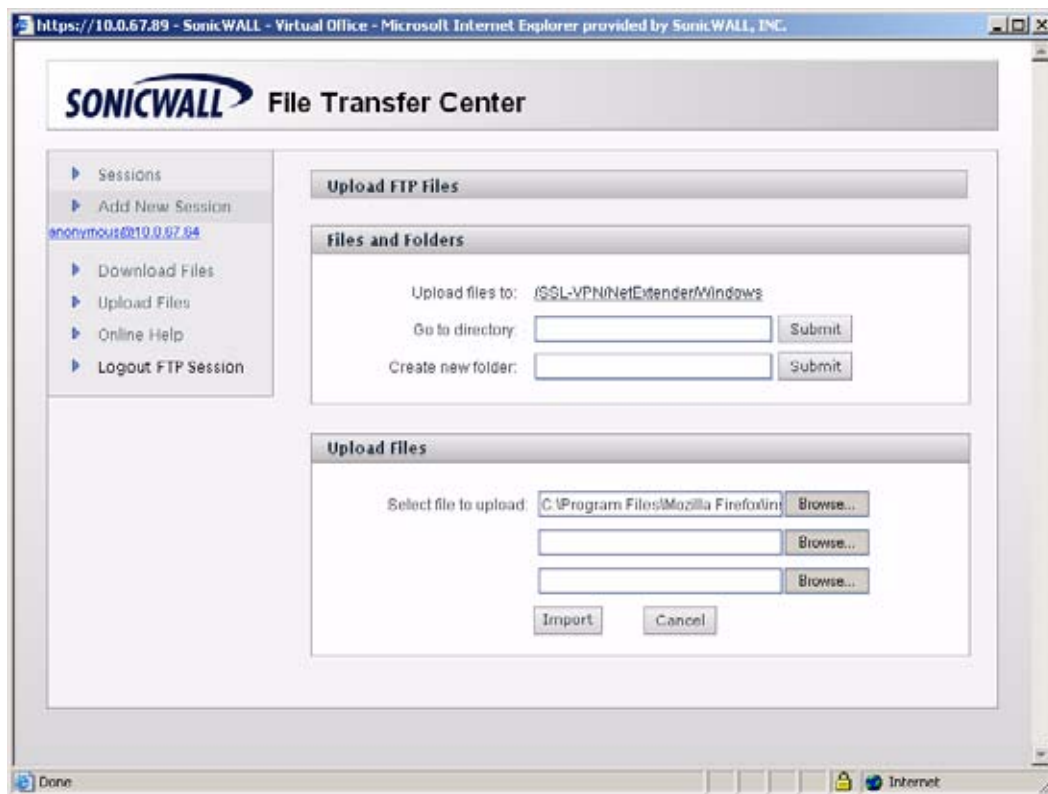 https://10.0.67.89 - SonicWALL - Virtual Office - Microsoft Internet Explorer provided by SonicWALL, INC.
SONICWALL File Transfer Center
Sessions
Add New Session
anonymous@10.0.67.64
Download Files
Upload Files
Online Help
Logout FTP Session
Upload FTP Files
Files and Folders
Upload files to: /SSL-VPN/NetExtender/Windows
Go to directory: Submit
Create new folder: Submit
Upload Files
Select file to upload: C:\Program Files\Mozilla Firefox\ins Browse...
Browse...
Browse...
Import Cancel
Done Internet